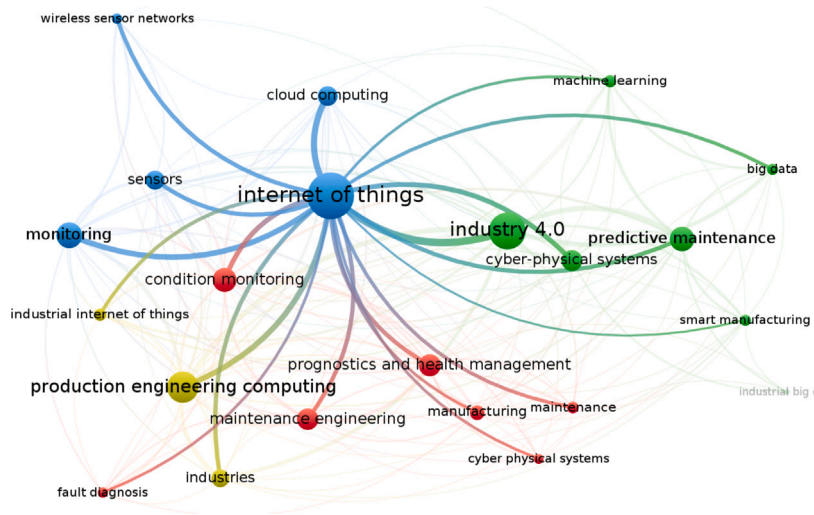 wireless sensor networks
machine learning
cloud computing
big data
sensors
internet of things
industry 4.0
monitoring
predictive maintenance
cyber-physical systems
condition monitoring
industrial internet of things
smart manufacturing
prognostics and health management
production engineering computing
industrial big
manufacturing
maintenance
maintenance engineering
cyber physical systems
industries
fault diagnosis